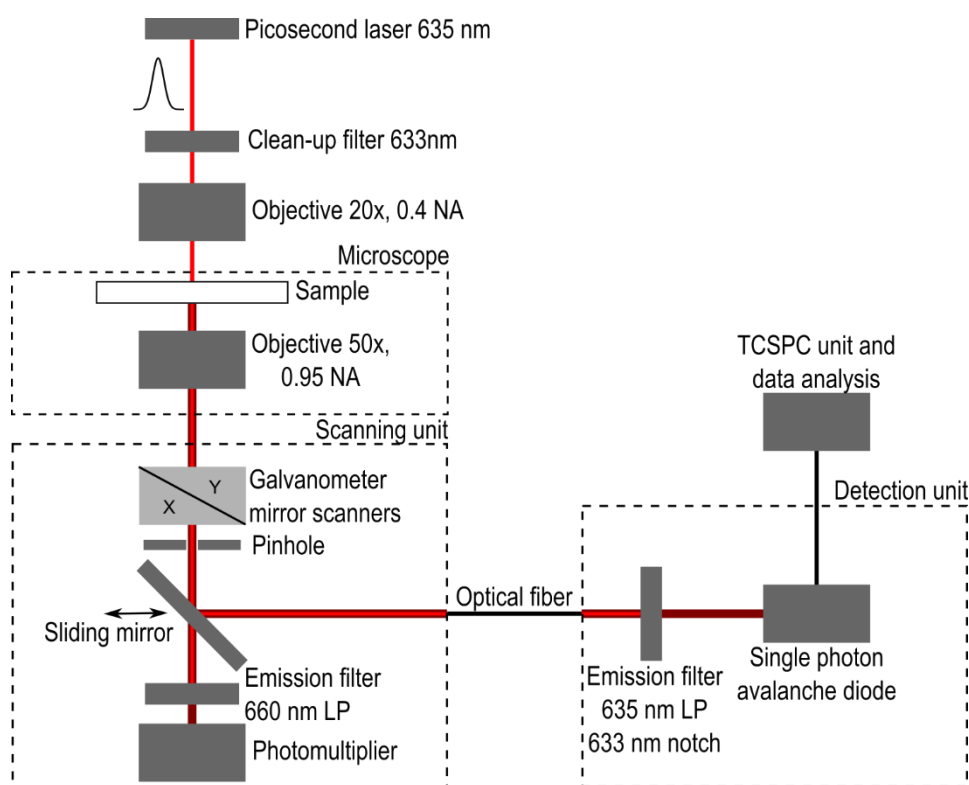 Picosecond laser 635 nm
Clean-up filter 633nm
Objective 20x, 0.4 NA
Microscope
Sample
Objective 50x,
0.95 NA
Scanning unit
Galvanometer
mirror scanners
X
Y
Pinhole
Sliding mirror
Emission filter
660 nm LP
Photomultiplier
Optical fiber
TCSPC unit and
data analysis
Detection unit
Emission filter
635 nm LP
633 nm notch
Single photon
avalanche diode